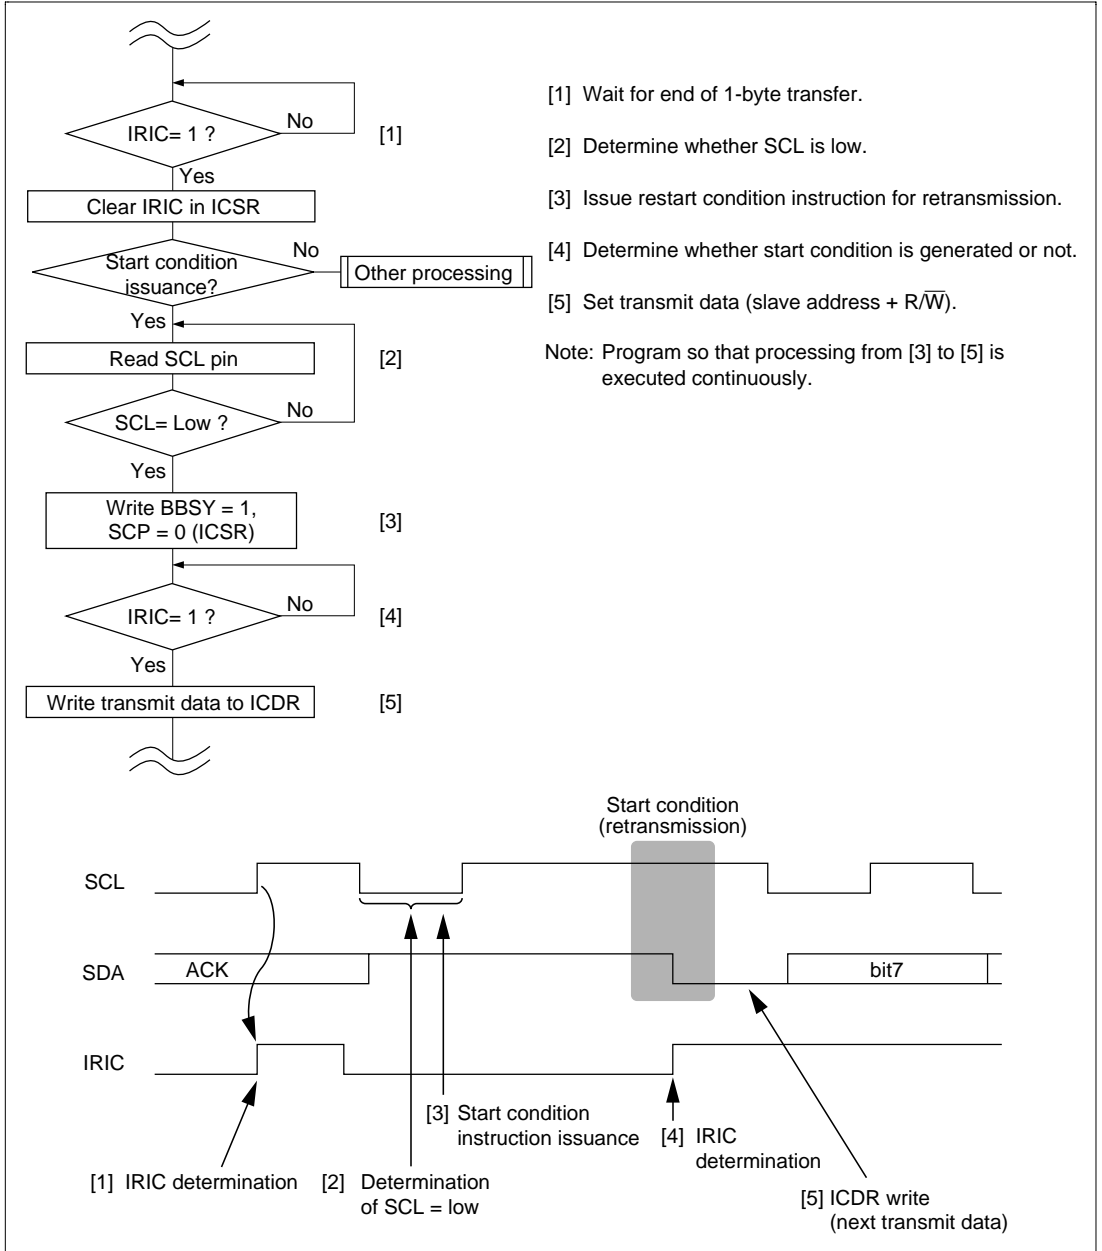 IRIC= 1 ?
No
[1]
Yes
Clear IRIC in ICSR
Start condition
issuance?
No
Other processing
Yes
Read SCL pin
[2]
SCL= Low ?
No
Yes
Write BBSY = 1,
SCP = 0 (ICSR)
[3]
IRIC= 1 ?
No
[4]
Yes
Write transmit data to ICDR
[5]
[1] Wait for end of 1-byte transfer.
[2] Determine whether SCL is low.
[3] Issue restart condition instruction for retransmission.
[4] Determine whether start condition is generated or not.
[5] Set transmit data (slave address + R/W̅).
Note: Program so that processing from [3] to [5] is
executed continuously.
Start condition
(retransmission)
SCL
SDA
ACK
bit7
IRIC
[3] Start condition
instruction issuance
[4] IRIC
determination
[1] IRIC determination
[2] Determination
of SCL = low
[5] ICDR write
(next transmit data)